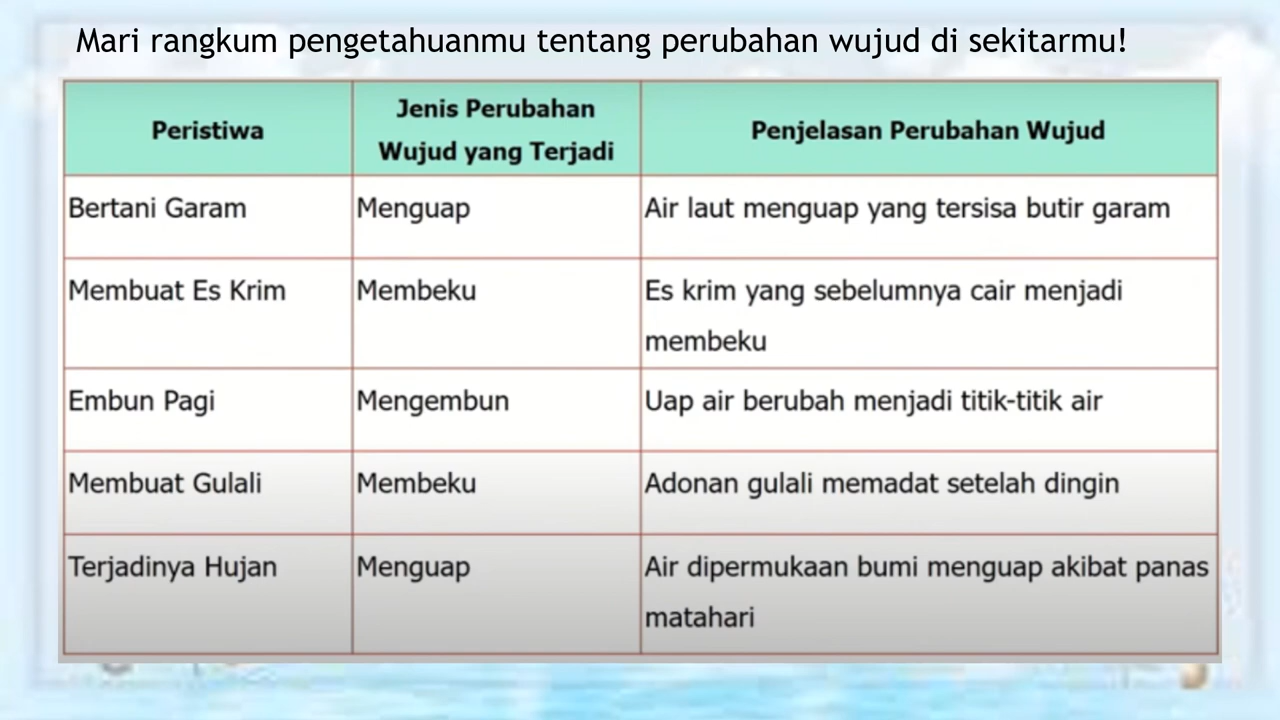 Mari rangkum pengetahuanmu tentang perubahan wujud di sekitarmu!
Peristiwa
Jenis Perubahan
Wujud yang Terjadi
Penjelasan Perubahan Wujud
Bertani Garam
Menguap
Air laut menguap yang tersisa butir garam
Membuat Es Krim
Membeku
Es krim yang sebelumnya cair menjadi
membeku
Embun Pagi
Mengembun
Uap air berubah menjadi titik-titik air
Membuat Gulali
Membeku
Adonan gulali memadat setelah dingin
Terjadinya Hujan
Menguap
Air dipermukaan bumi menguap akibat panas
matahari